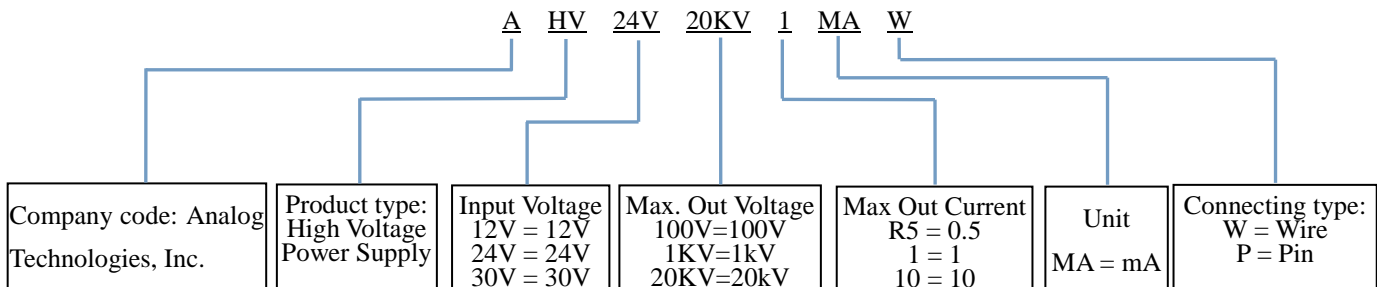 A HV 24V 20KV 1 MA W
Company code: Analog
Technologies, Inc.
Product type:
High Voltage
Power Supply
Input Voltage
12V = 12V
24V = 24V
30V = 30V
Max. Out Voltage
100V=100V
1KV=1kV
20KV=20kV
Max Out Current
R5 = 0.5
1 = 1
10 = 10
Unit
MA = mA
Connecting type:
W = Wire
P = Pin